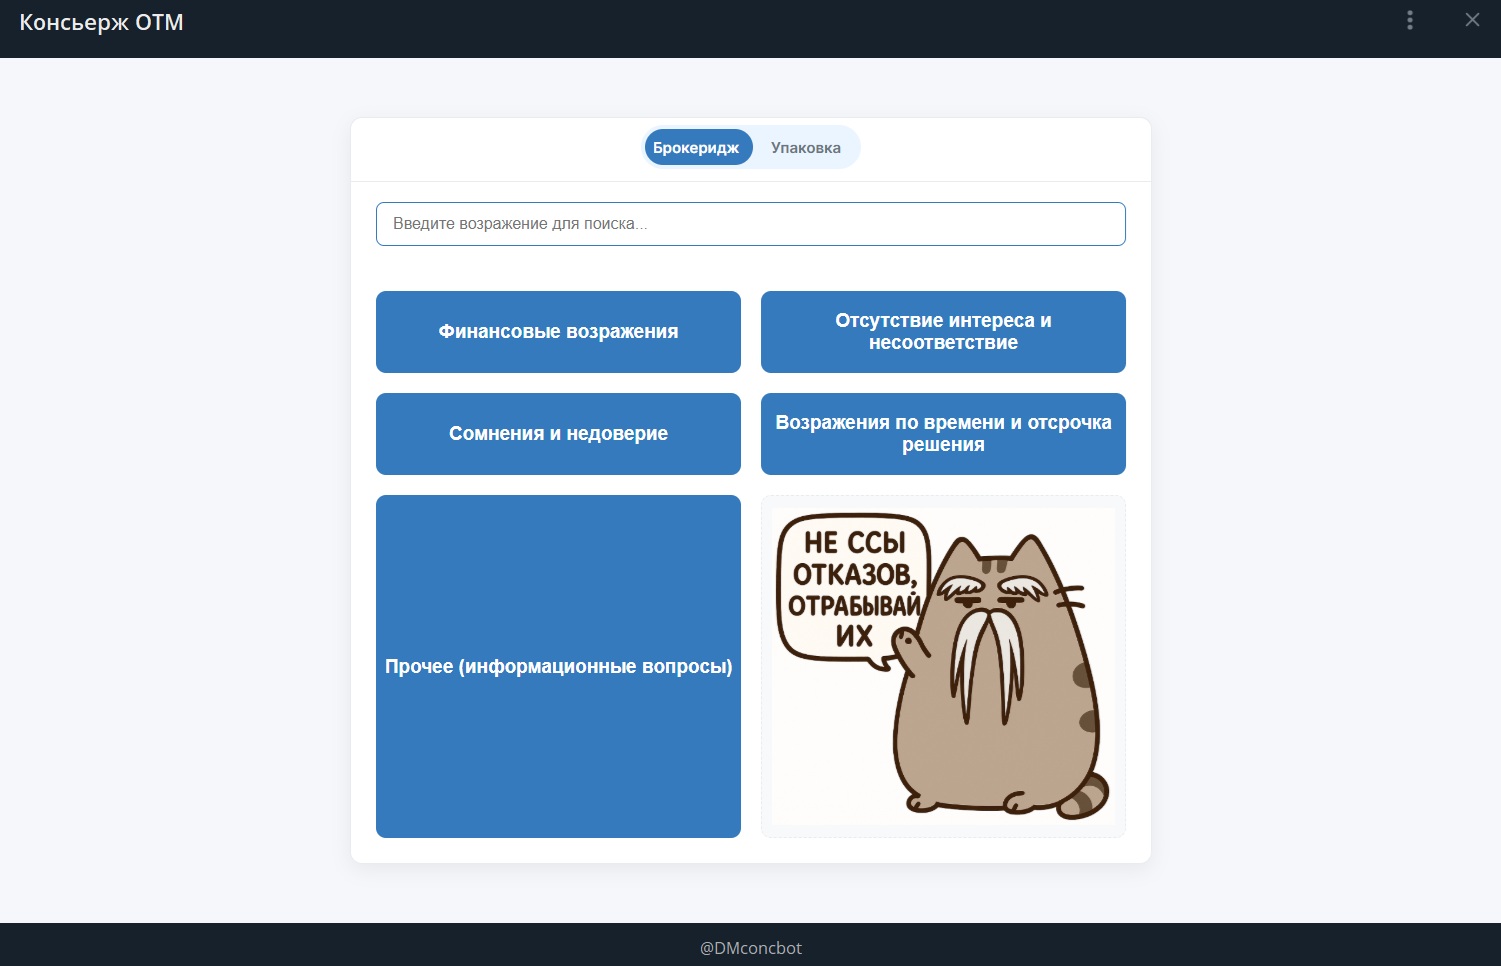 Консьерж ОТМ
Брокеридж
Упаковка
Введите возражение для поиска...
Финансовые возражения
Отсутствие интереса и
несоответствие
Сомнения и недоверие
Возражения по времени и отсрочка
решения
Прочее (информационные вопросы)
НЕ ССЫ
ОТКАЗОВ,
ОТРАБЫВАЙ
ИХ
@DMconcbot